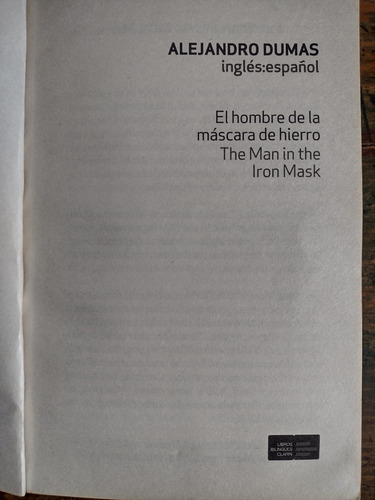 ALEJANDRO DUMAS
inglés:español
El hombre de la
máscara de hierro
The Man in the
Iron Mask
LIBROS
BILINGÜES
CLARÍN